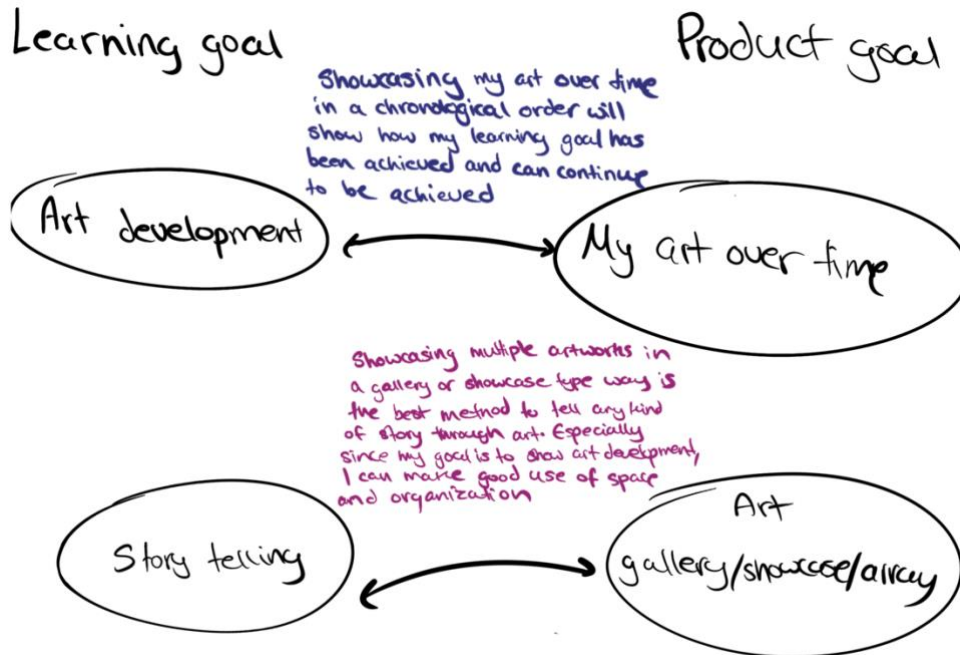 Learning goal
Product goal
Showcasing my art over time
in a chronological order will
show how my learning goal has
been achieved and can continue
to be achieved
Art development
My art over time
Showcasing multiple artworks in
a gallery or showcase type way is
the best method to tell any kind
of story through art. Especially
since my goal is to show art development,
I can make good use of space
and organization
Story telling
Art
gallery/showcase/array